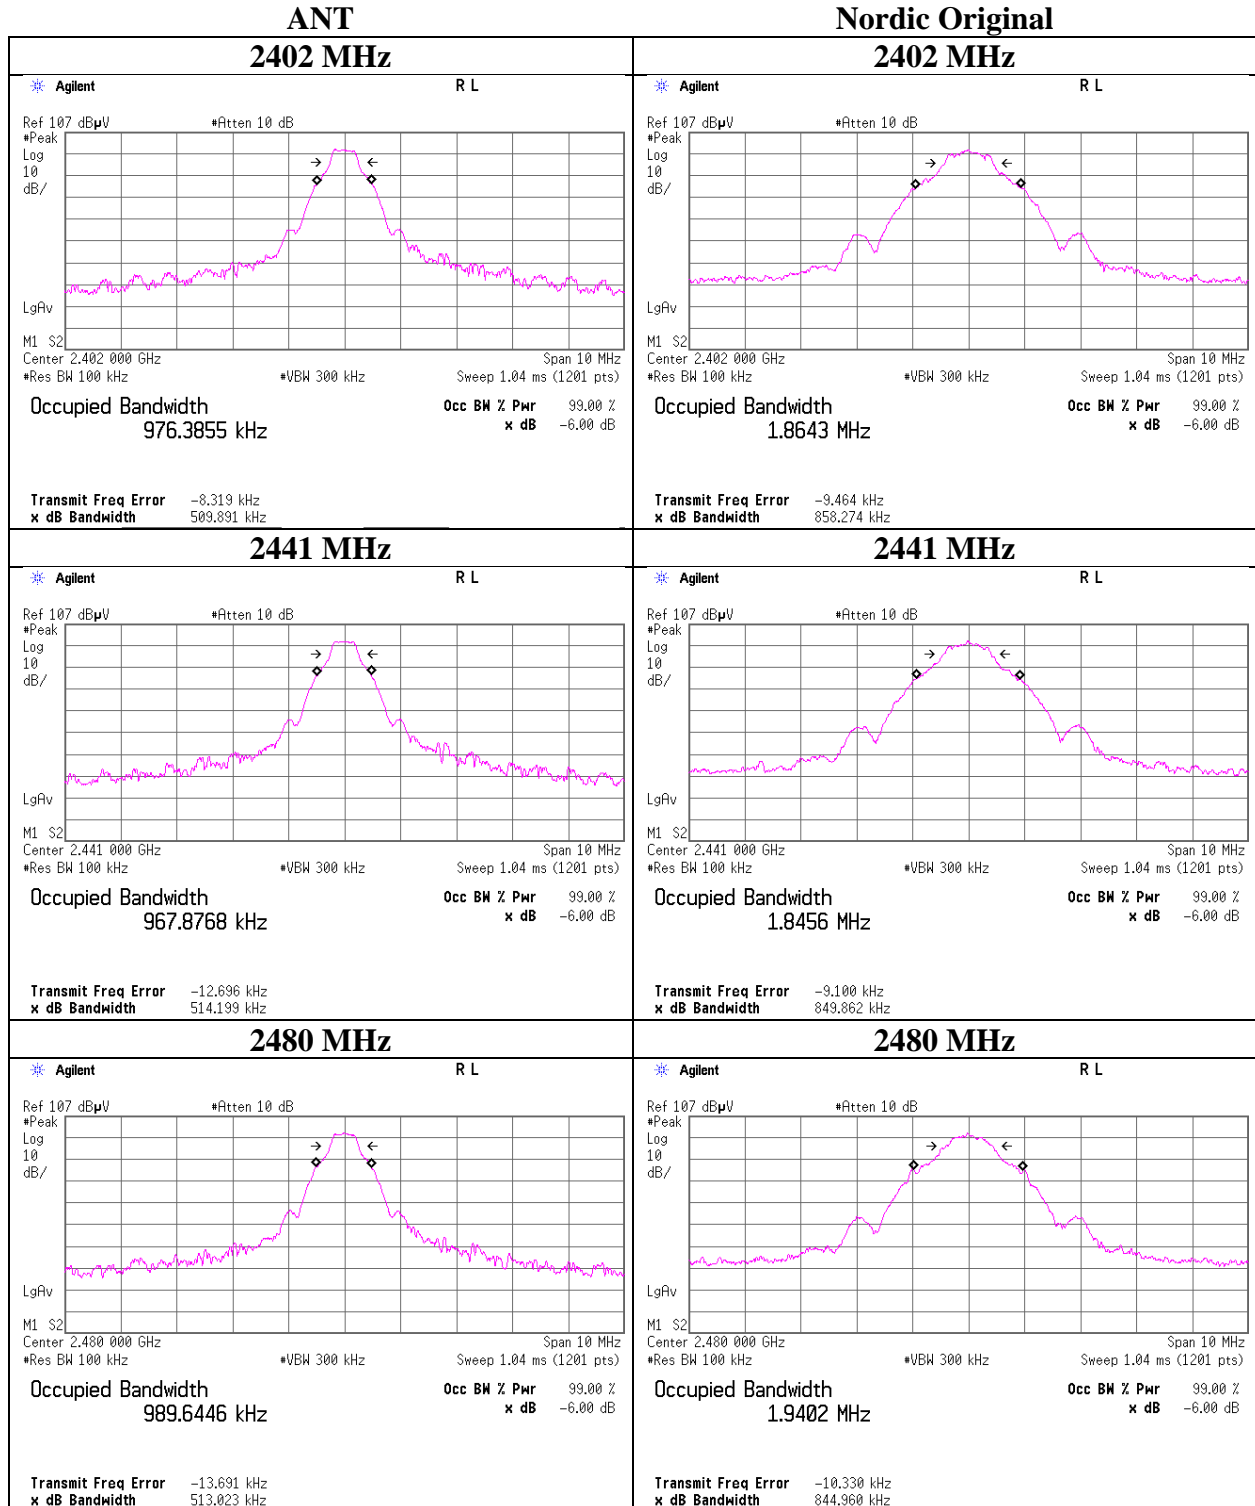 ANT Nordic Original
2402 MHz 2402 MHz
Agilent R L
Ref 107 dBµV #Atten 10 dB
#Peak
Log
10
dB/
LgAv
M1 S2
Center 2.402 000 GHz Span 10 MHz
#Res BW 100 kHz #VBW 300 kHz Sweep 1.04 ms (1201 pts)
Occupied Bandwidth Occ BW % Pwr 99.00 %
976.3855 kHz x dB -6.00 dB
Transmit Freq Error -8.319 kHz
x dB Bandwidth 509.891 kHz
Agilent R L
Ref 107 dBµV #Atten 10 dB
#Peak
Log
10
dB/
LgAv
M1 S2
Center 2.402 000 GHz Span 10 MHz
#Res BW 100 kHz #VBW 300 kHz Sweep 1.04 ms (1201 pts)
Occupied Bandwidth Occ BW % Pwr 99.00 %
1.8643 MHz x dB -6.00 dB
Transmit Freq Error -9.464 kHz
x dB Bandwidth 858.274 kHz
2441 MHz 2441 MHz
Agilent R L
Ref 107 dBµV #Atten 10 dB
#Peak
Log
10
dB/
LgAv
M1 S2
Center 2.441 000 GHz Span 10 MHz
#Res BW 100 kHz #VBW 300 kHz Sweep 1.04 ms (1201 pts)
Occupied Bandwidth Occ BW % Pwr 99.00 %
967.8768 kHz x dB -6.00 dB
Transmit Freq Error -12.696 kHz
x dB Bandwidth 514.199 kHz
Agilent R L
Ref 107 dBµV #Atten 10 dB
#Peak
Log
10
dB/
LgAv
M1 S2
Center 2.441 000 GHz Span 10 MHz
#Res BW 100 kHz #VBW 300 kHz Sweep 1.04 ms (1201 pts)
Occupied Bandwidth Occ BW % Pwr 99.00 %
1.8456 MHz x dB -6.00 dB
Transmit Freq Error -9.100 kHz
x dB Bandwidth 849.862 kHz
2480 MHz 2480 MHz
Agilent R L
Ref 107 dBµV #Atten 10 dB
#Peak
Log
10
dB/
LgAv
M1 S2
Center 2.480 000 GHz Span 10 MHz
#Res BW 100 kHz #VBW 300 kHz Sweep 1.04 ms (1201 pts)
Occupied Bandwidth Occ BW % Pwr 99.00 %
989.6446 kHz x dB -6.00 dB
Transmit Freq Error -13.691 kHz
x dB Bandwidth 513.023 kHz
Agilent R L
Ref 107 dBµV #Atten 10 dB
#Peak
Log
10
dB/
LgAv
M1 S2
Center 2.480 000 GHz Span 10 MHz
#Res BW 100 kHz #VBW 300 kHz Sweep 1.04 ms (1201 pts)
Occupied Bandwidth Occ BW % Pwr 99.00 %
1.9402 MHz x dB -6.00 dB
Transmit Freq Error -10.330 kHz
x dB Bandwidth 844.960 kHz